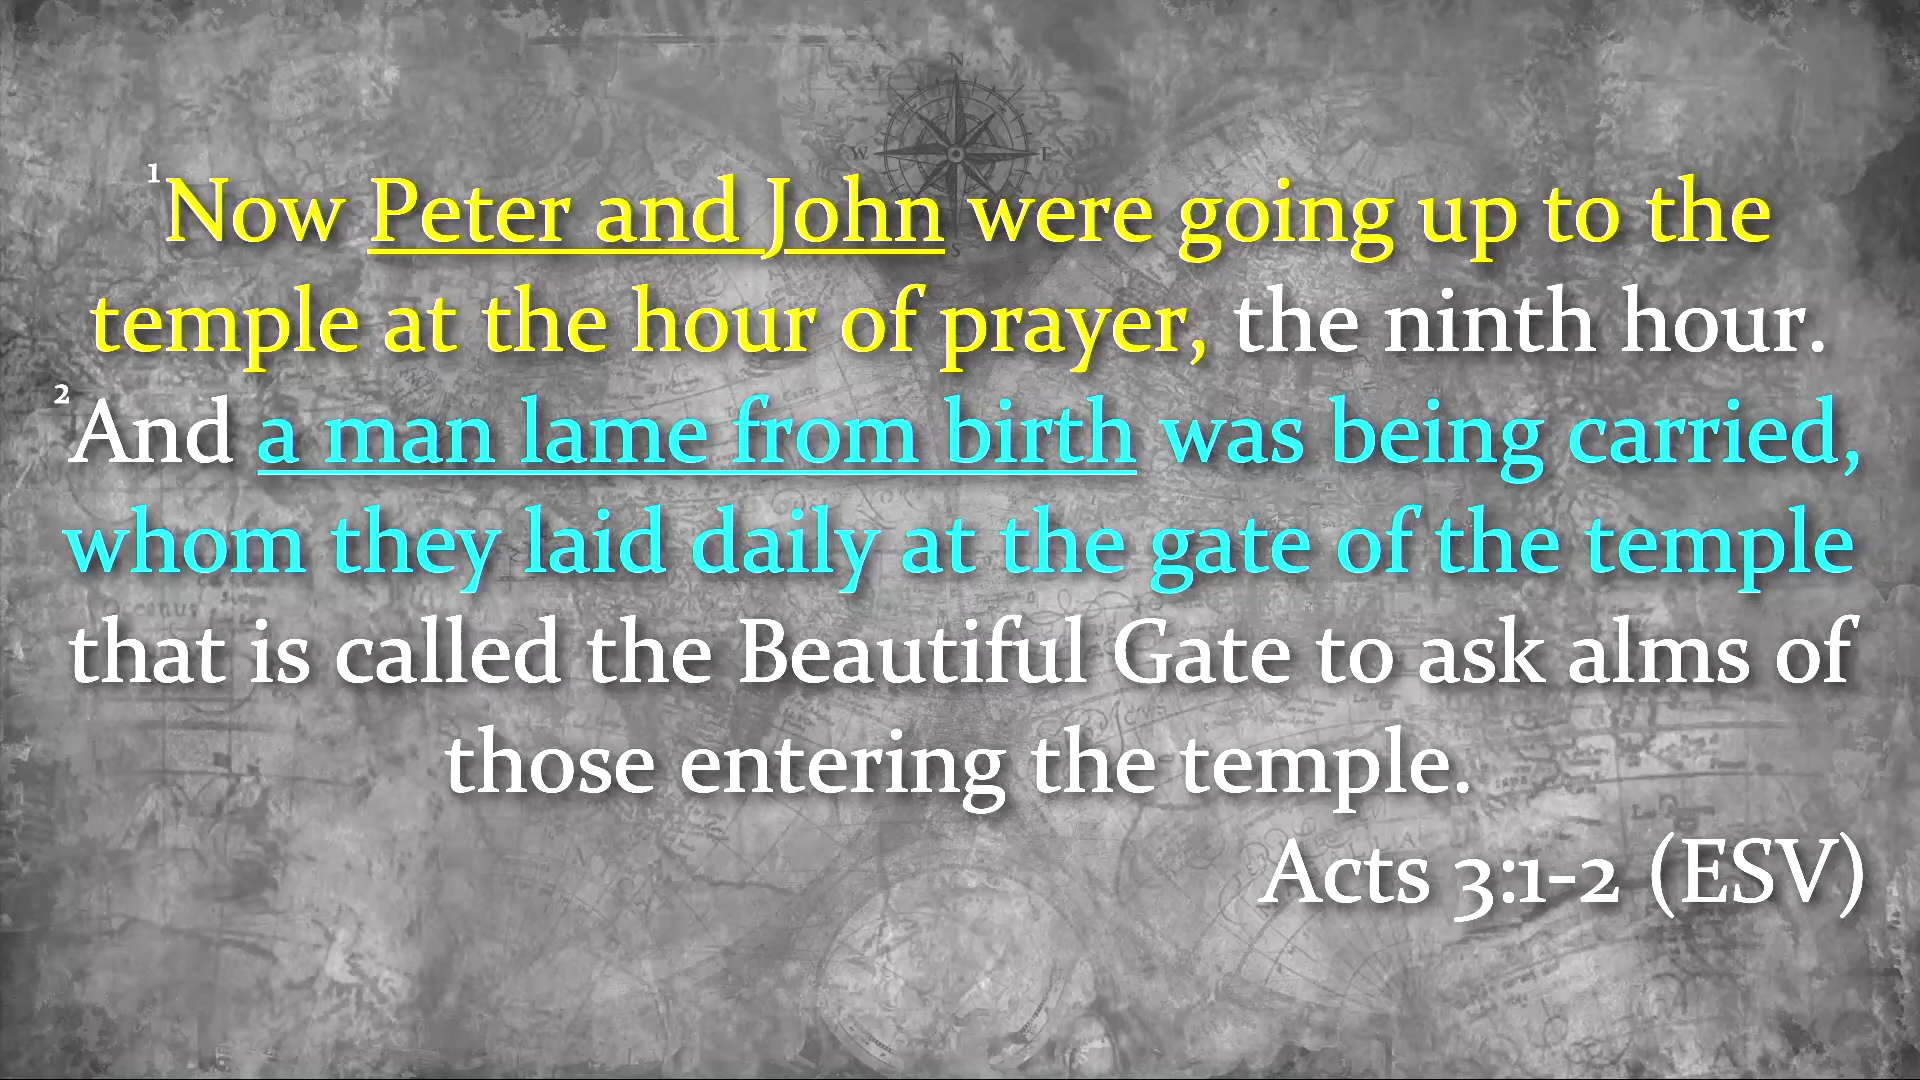 N
W E
¹Now Peter and John were going up to the
S
temple at the hour of prayer, the ninth hour.
²And a man lame from birth was being carried,
whom they laid daily at the gate of the temple
Oceanus
that is called the Beautiful Gate to ask alms of
those entering the temple.
Acts 3:1-2 (ESV)